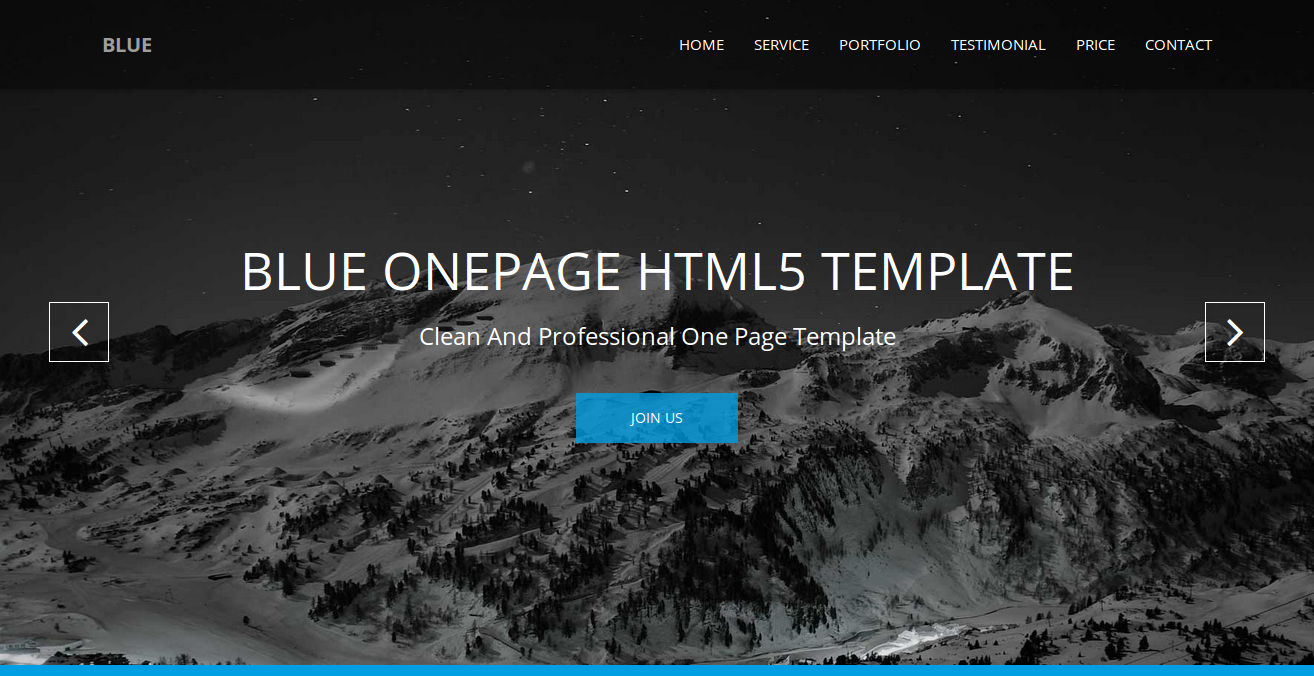 BLUE
HOME SERVICE PORTFOLIO TESTIMONIAL PRICE CONTACT
BLUE ONEPAGE HTML5 TEMPLATE
Clean And Professional One Page Template
JOIN US